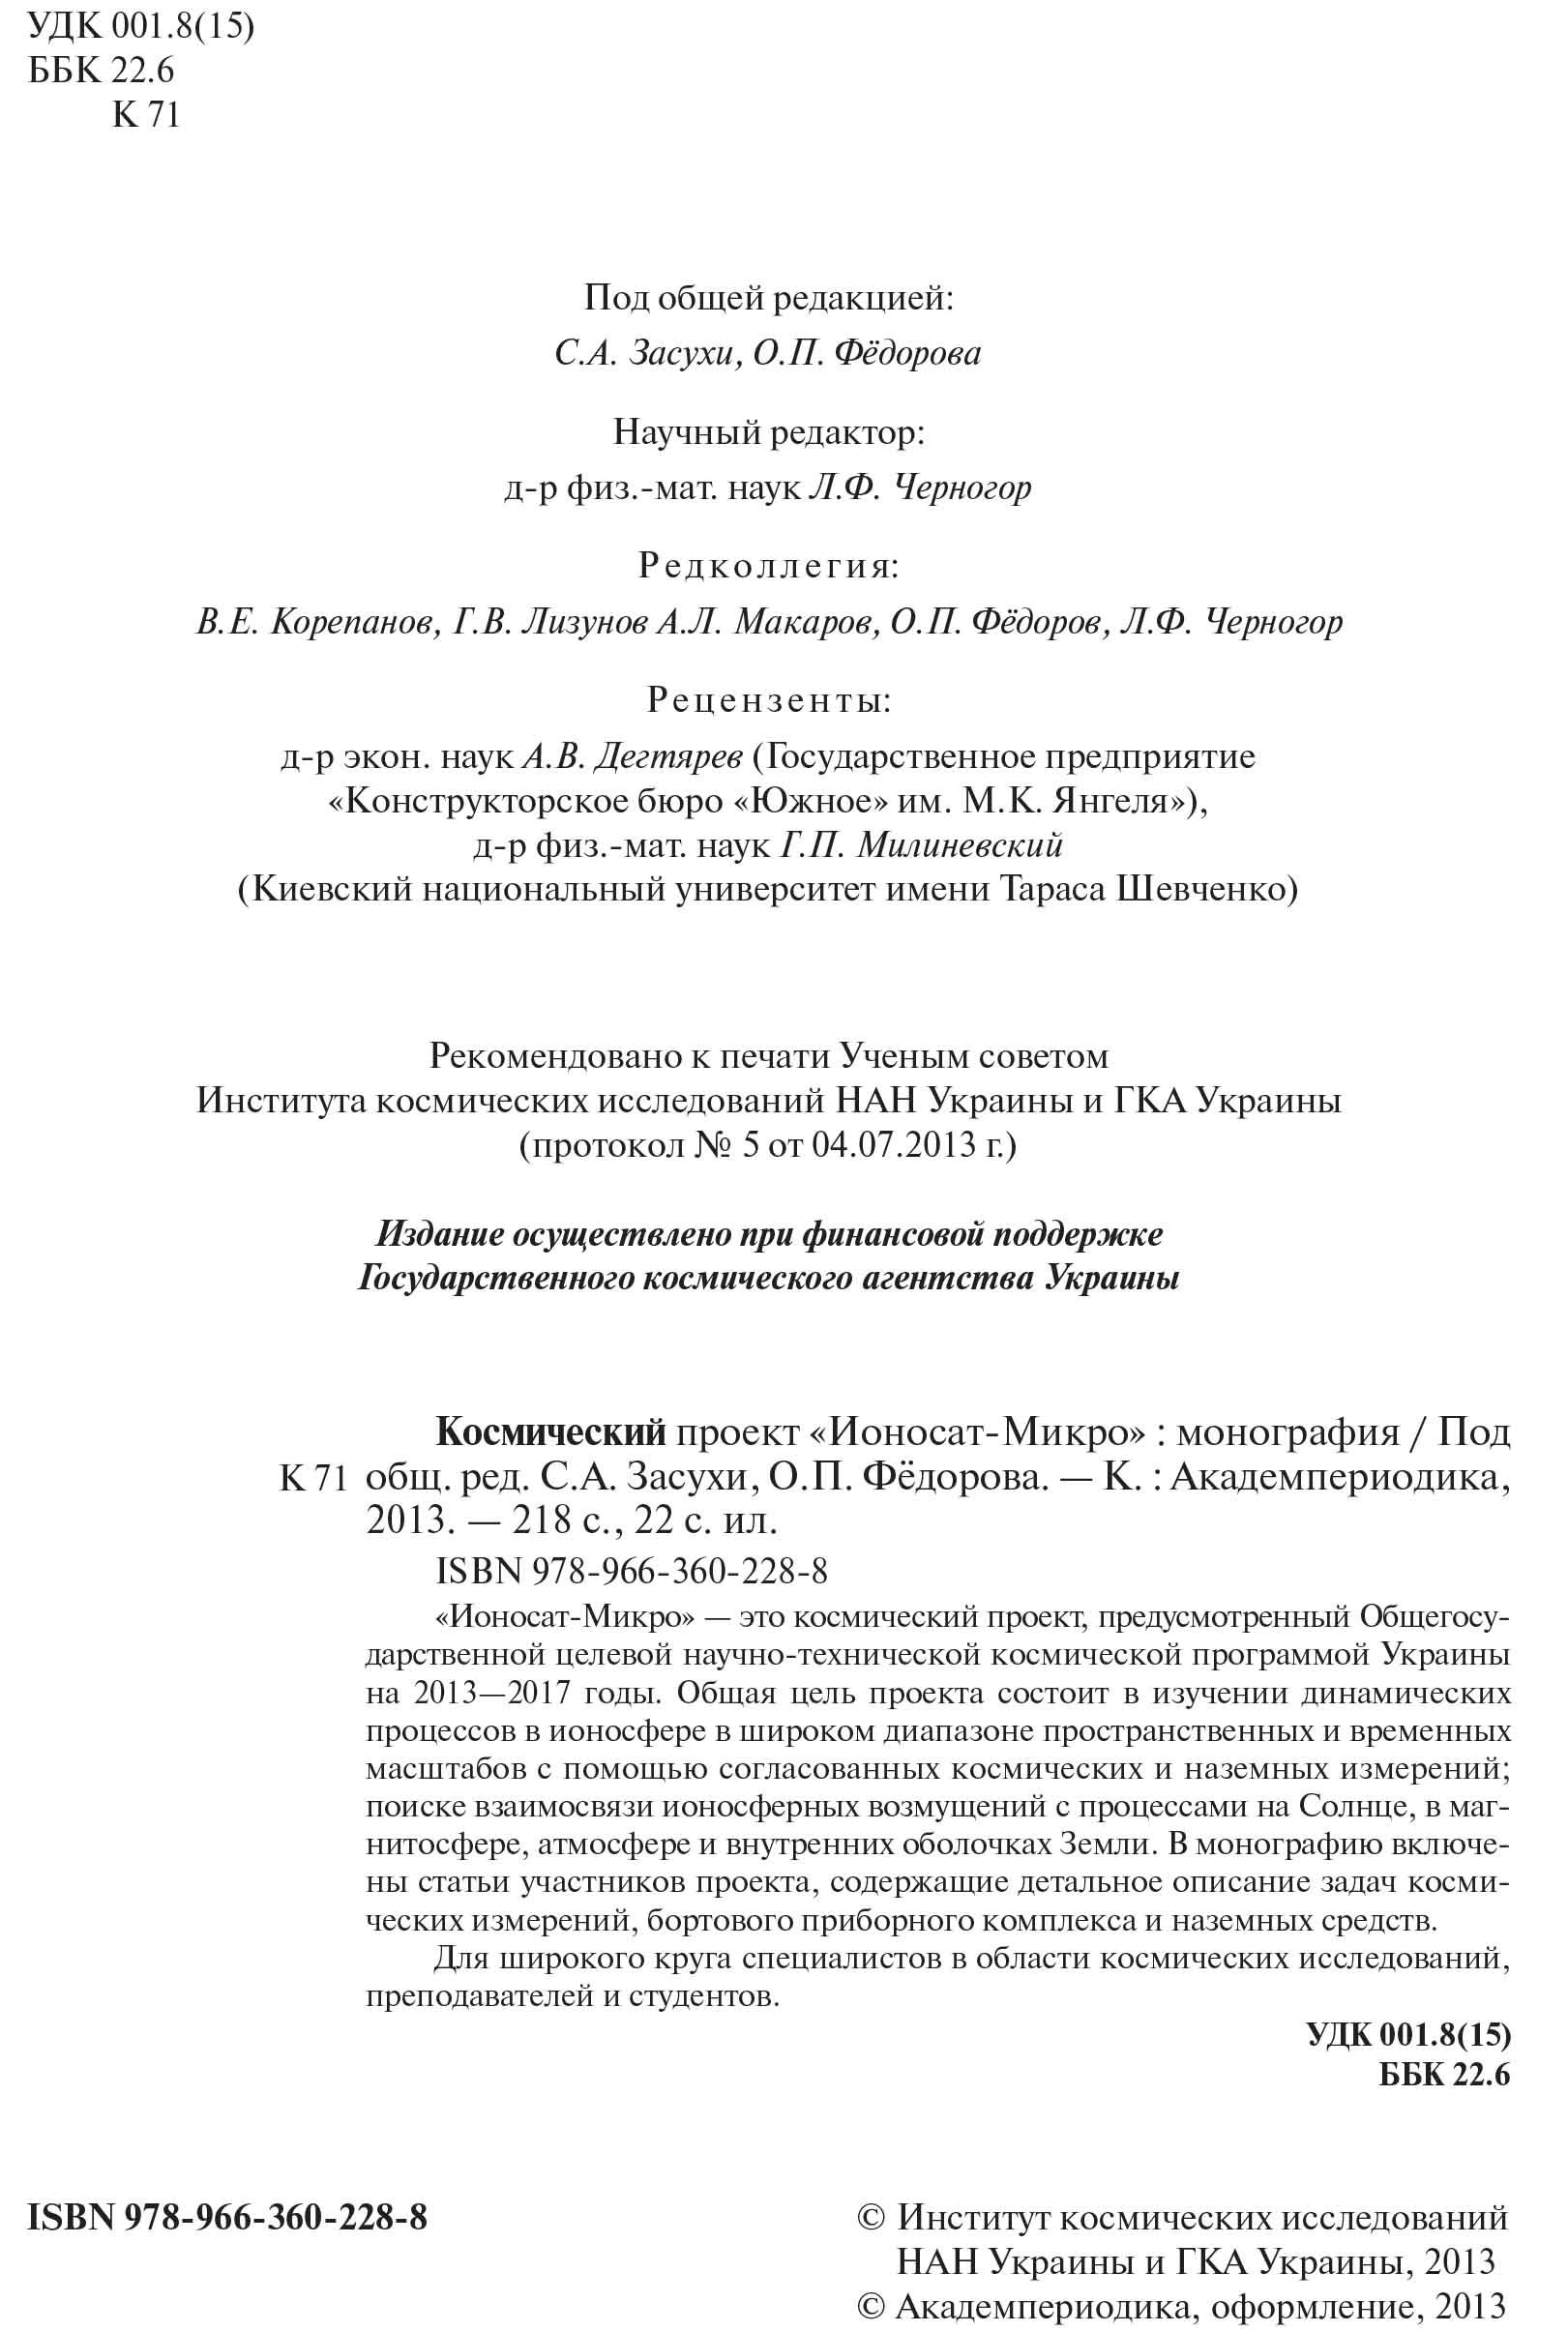 УДК 001.8(15)
ББК 22.6
К 71
Под общей редакцией:
С.А. Засухи, О.П. Фёдорова
Научный редактор:
д-р физ.-мат. наук Л.Ф. Черногор
Редколлегия:
В.Е. Корепанов, Г.В. Лизунов А.Л. Макаров, О.П. Фёдоров, Л.Ф. Черногор
Рецензенты:
д-р экон. наук А.В. Дегтярев (Государственное предприятие
«Конструкторское бюро «Южное» им. М.К. Янгеля»),
д-р физ.-мат. наук Г.П. Милиневский
(Киевский национальный университет имени Тараса Шевченко)
Рекомендовано к печати Ученым советом
Института космических исследований НАН Украины и ГКА Украины
(протокол № 5 от 04.07.2013 г.)
Издание осуществлено при финансовой поддержке
Государственного космического агентства Украины
Космический проект «Ионосат-Микро» : монография / Под
К 71 общ. ред. С.А. Засухи, О.П. Фёдорова. — К. : Академпериодика,
2013. — 218 с., 22 с. ил.
ISBN 978-966-360-228-8
«Ионосат-Микро» — это космический проект, предусмотренный Общегосу-
дарственной целевой научно-технической космической программой Украины
на 2013—2017 годы. Общая цель проекта состоит в изучении динамических
процессов в ионосфере в широком диапазоне пространственных и временных
масштабов с помощью согласованных космических и наземных измерений;
поиске взаимосвязи ионосферных возмущений с процессами на Солнце, в маг-
нитосфере, атмосфере и внутренних оболочках Земли. В монографию включе-
ны статьи участников проекта, содержащие детальное описание задач косми-
ческих измерений, бортового приборного комплекса и наземных средств.
Для широкого круга специалистов в области космических исследований,
преподавателей и студентов.
УДК 001.8(15)
ББК 22.6
ISBN 978-966-360-228-8
© Институт космических исследований
НАН Украины и ГКА Украины, 2013
© Академпериодика, оформление, 2013